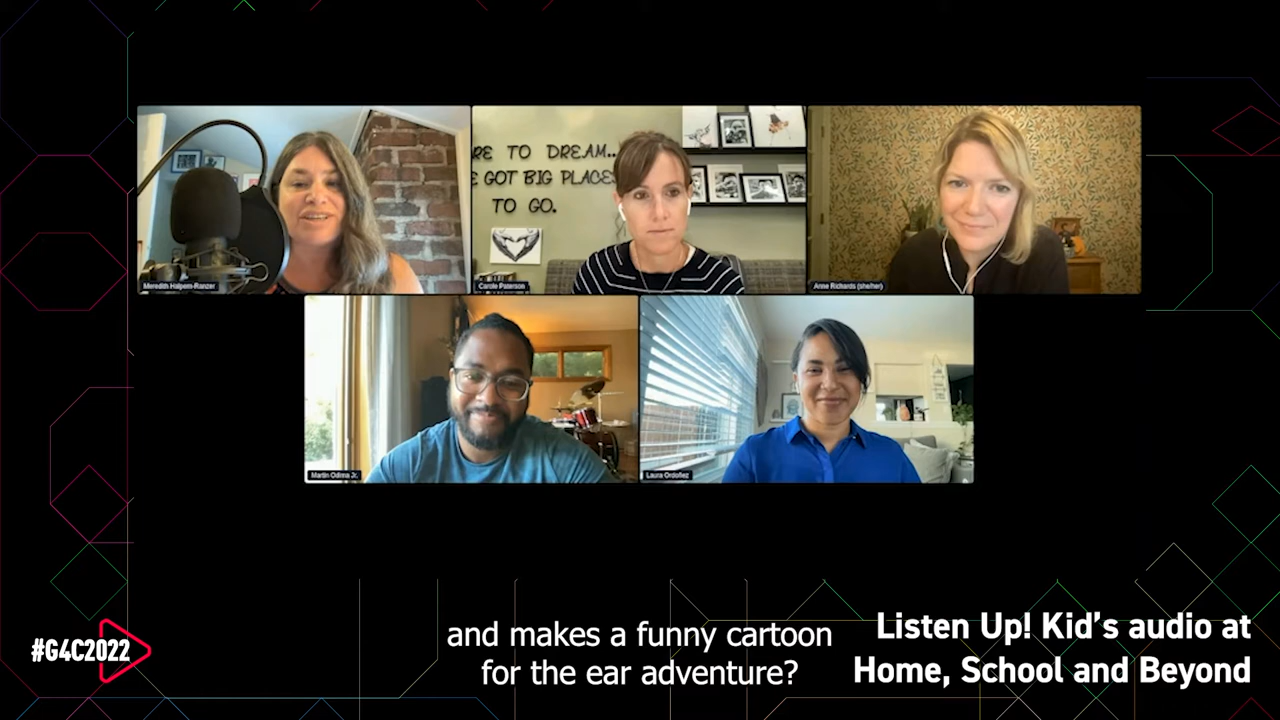 RE TO DREAM...
E GOT BIG PLACES
TO GO.
Meredith Halpern-Ranzer
Carole Paterson
Anne Richards (she/her)
Martin Odima Jr.
Laura Ordoñez
#G4C2022
and makes a funny cartoon
for the ear adventure?
Listen Up! Kid's audio at
Home, School and Beyond